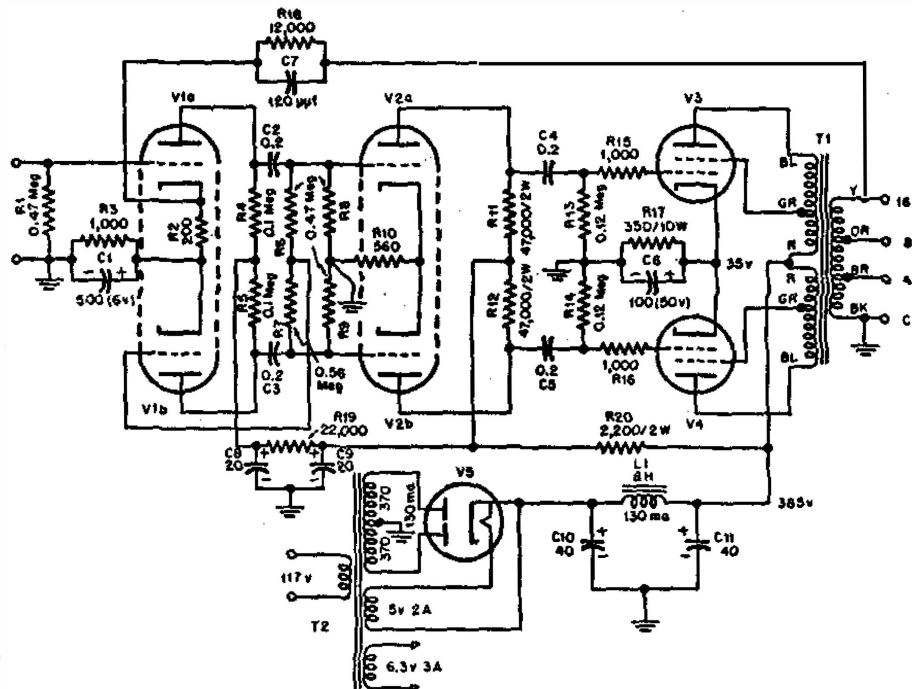 R18
12,000
C7
120 μμf
V1a
V2a
V3
T1
C2
0.2
C4
0.2
R15
1,000
BL
Y
16
R1
0.47 Meg
R3
1,000
R2
200
R4
0.1 Meg
R6
0.47 Meg
R8
R10
560
R11
47,000/2W
R13
0.12 Meg
R17
350/10W
GR
OR
8
C1
- +
500 (6v)
R5
0.1 Meg
R7
R9
R12
47,000/2W
R14
0.12 Meg
- +
C6
100 (50v)
35v
R
R
BR
4
GR
BK
C
0.2
C3
0.56
Meg
0.2
C5
1,000
R16
BL
V1b
V2b
V4
R19
22,000
R20
2,200/2W
C8
20
+
-
+
-
C9
20
370
370
130 ma
V5
L1
8H
130 ma
385v
C10
40
+
-
+
-
C11
40
117v
T2
5v 2A
6.3v 3A